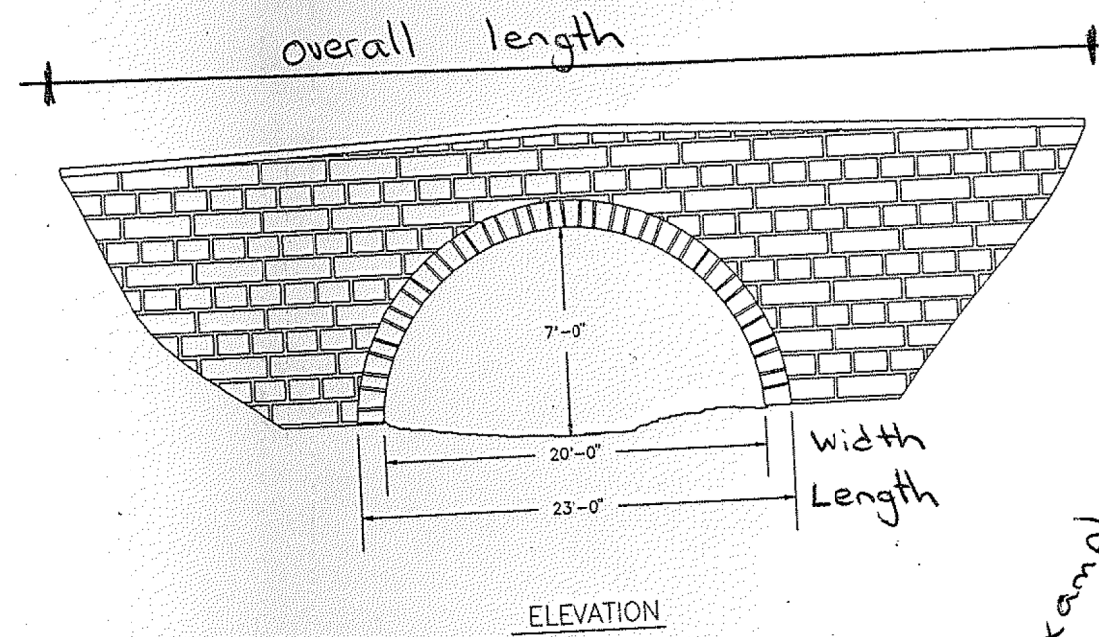 overall length
7'-0"
20'-0"
width
23'-0"
Length
ELEVATION